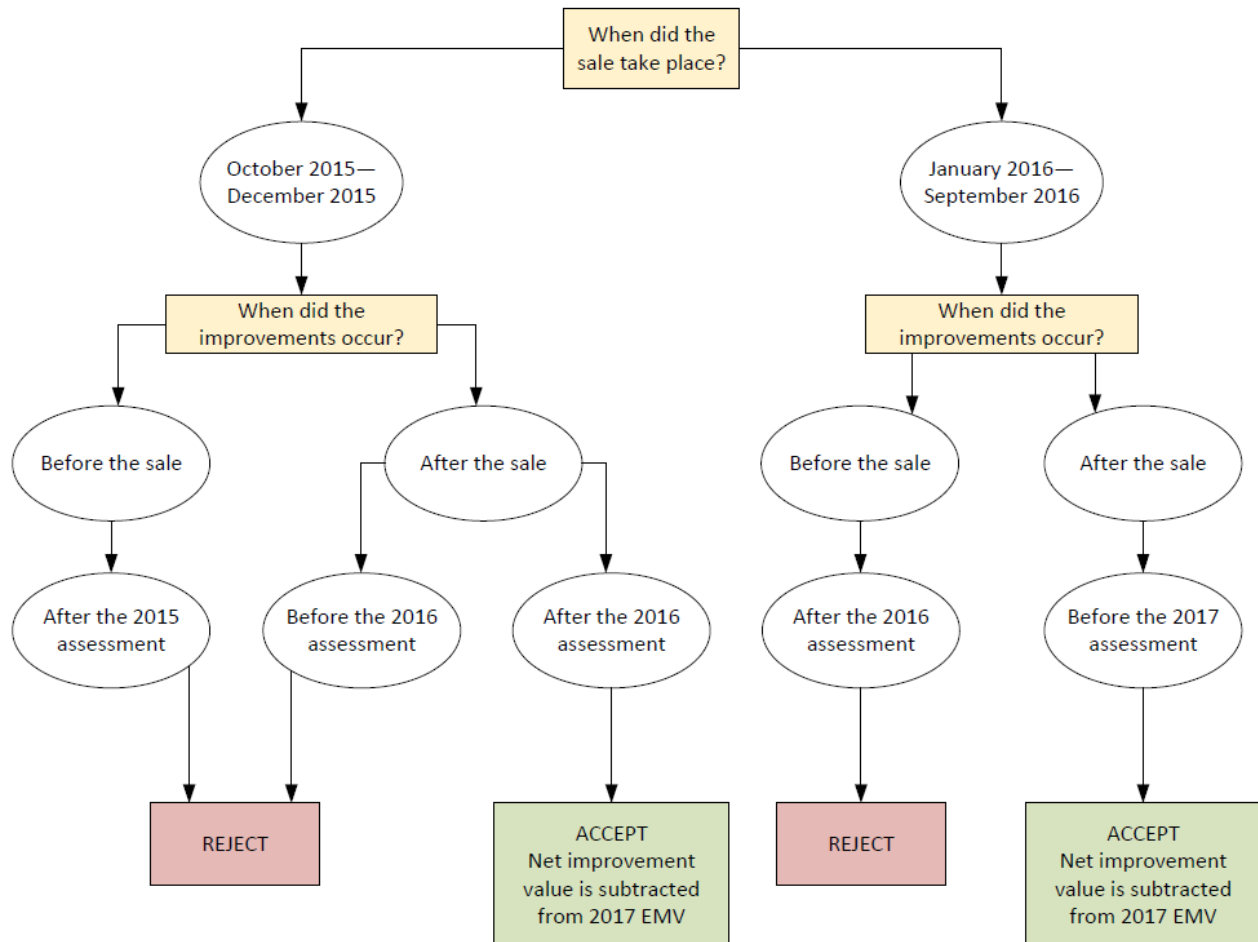 When did the
sale take place?
October 2015—
December 2015
January 2016—
September 2016
When did the
improvements occur?
When did the
improvements occur?
Before the sale
After the sale
Before the sale
After the sale
After the 2015
assessment
Before the 2016
assessment
After the 2016
assessment
After the 2016
assessment
Before the 2017
assessment
REJECT
ACCEPT
Net improvement
value is subtracted
from 2017 EMV
REJECT
ACCEPT
Net improvement
value is subtracted
from 2017 EMV